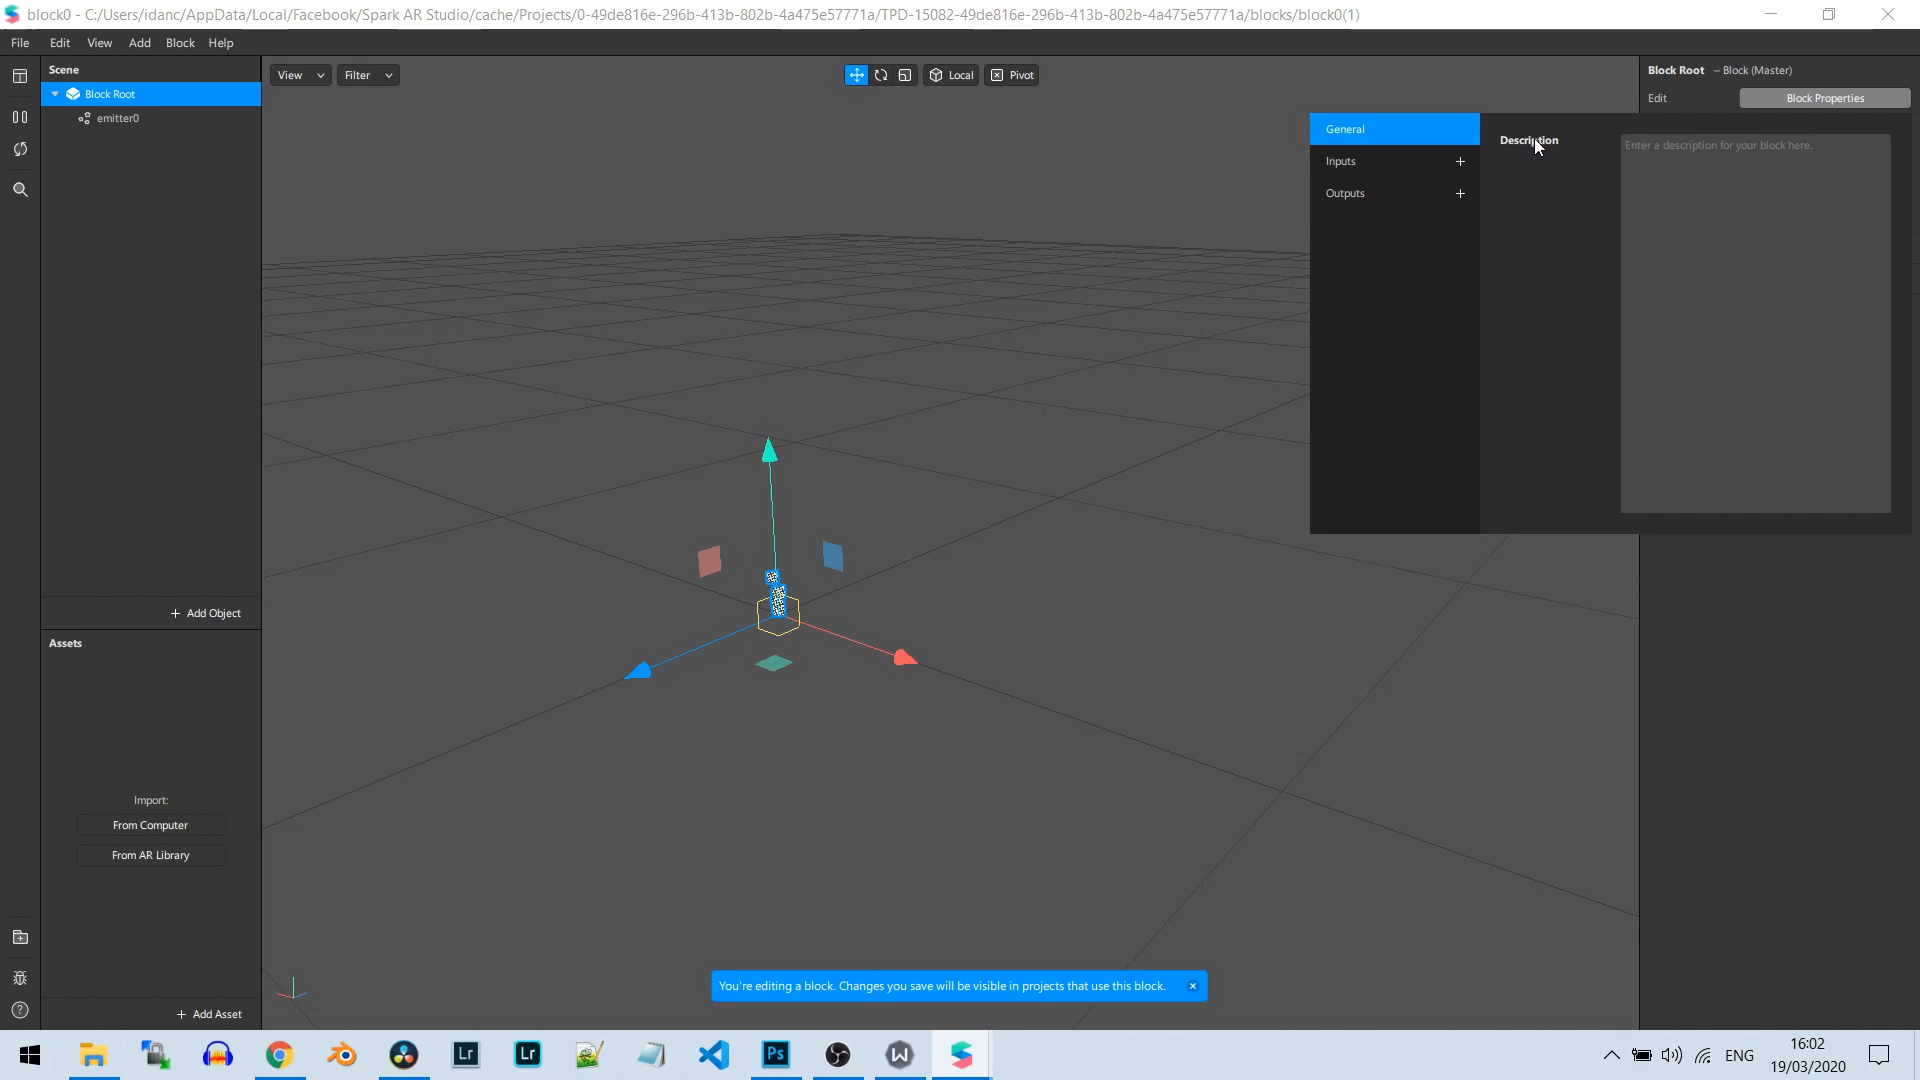 block0 - C:/Users/idanc/AppData/Local/Facebook/Spark AR Studio/cache/Projects/0-49de816e-296b-413b-802b-4a475e57771a/TPD-15082-49de816e-296b-413b-802b-4a475e57771a/blocks/block0(1)
File Edit View Add Block Help
Scene
Block Root
emitter0
+ Add Object
Assets
Import:
From Computer
From AR Library
+ Add Asset
View Filter
Local Pivot
Block Root – Block (Master)
Edit Block Properties
General
Inputs +
Outputs +
Description
Enter a description for your block here.
You're editing a block. Changes you save will be visible in projects that use this block.
Lr Lr Ps
ENG
16:02
19/03/2020